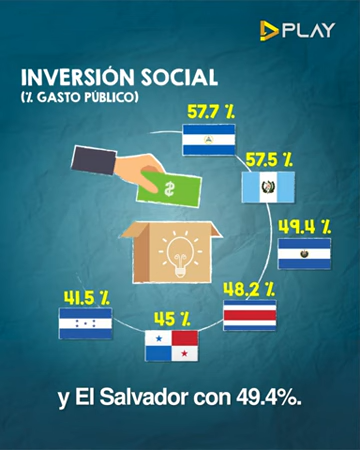 PLAY
INVERSIÓN SOCIAL
(% GASTO PÚBLICO)
57.7 %
57.5 %
49.4 %
48.2 %
45 %
41.5 %
$
y El Salvador con 49.4%.